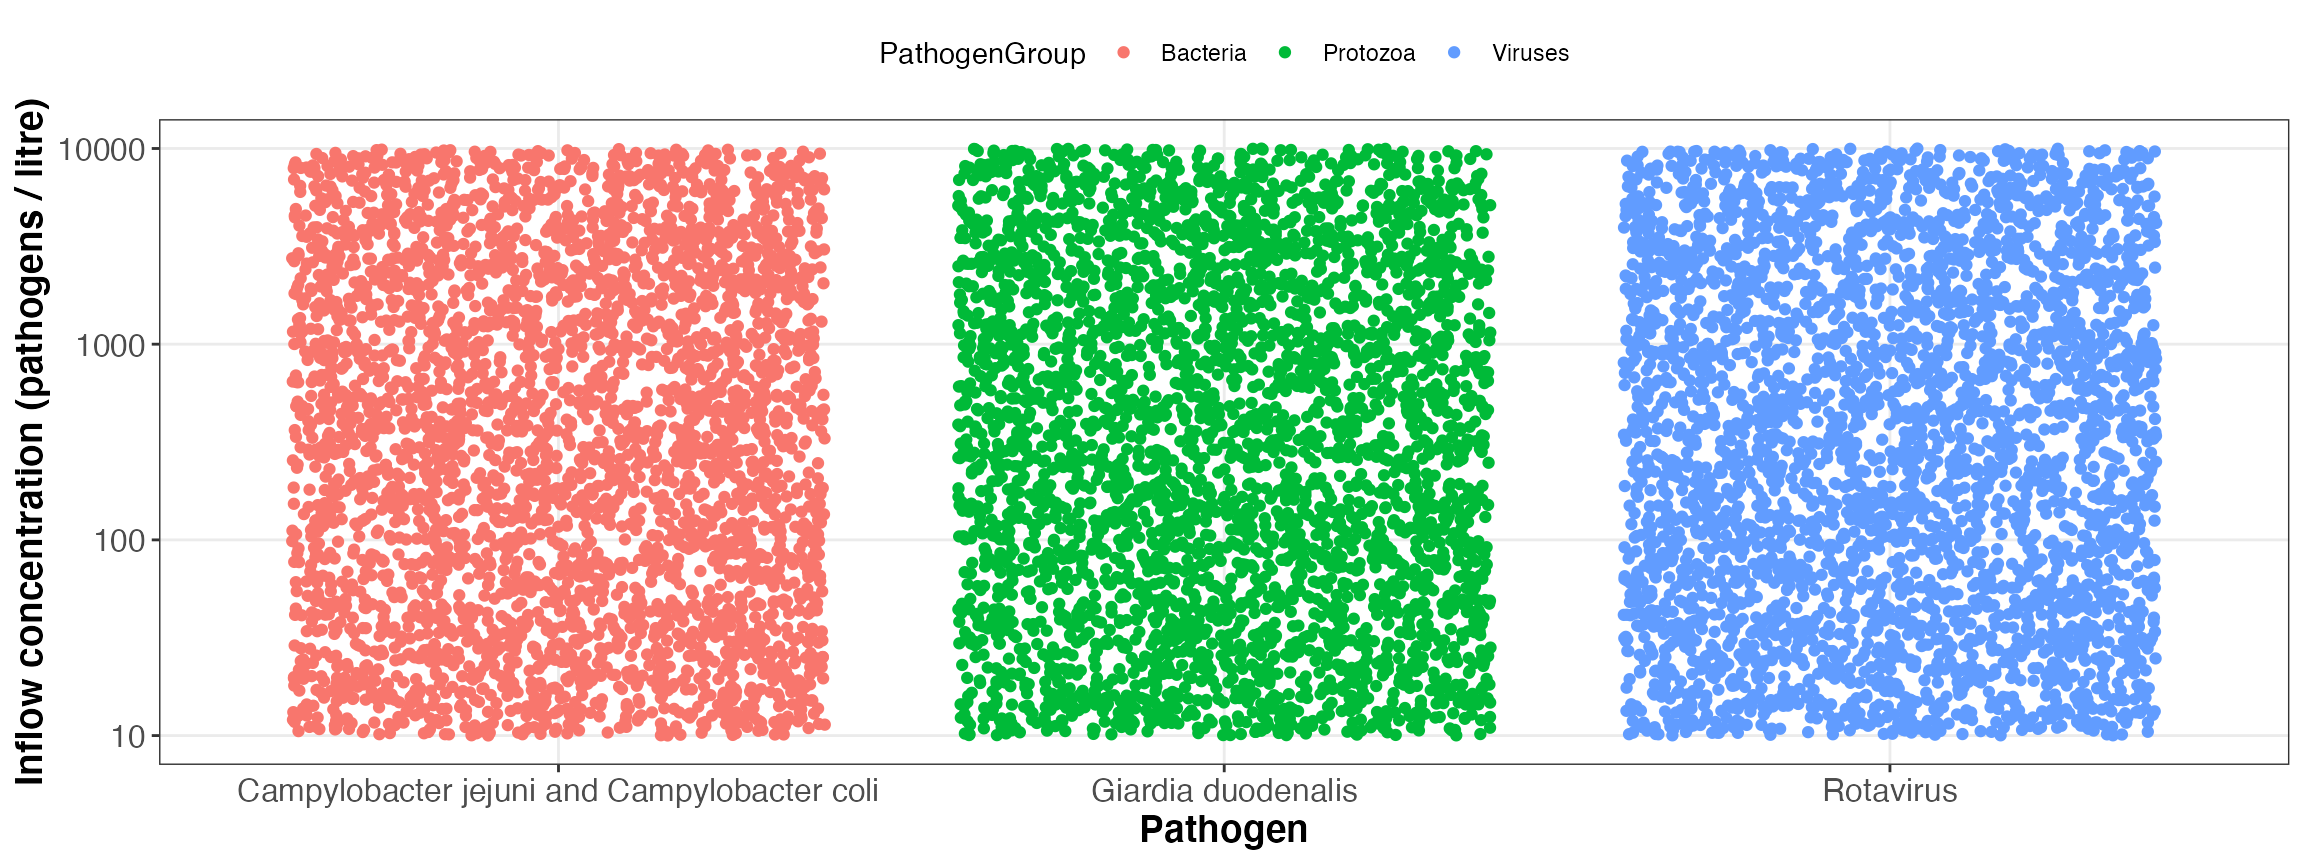 PathogenGroup Bacteria Protozoa Viruses
Inflow concentration (pathogens / litre)
10000
1000
100
10
Campylobacter jejuni and Campylobacter coli Giardia duodenalis Rotavirus
Pathogen